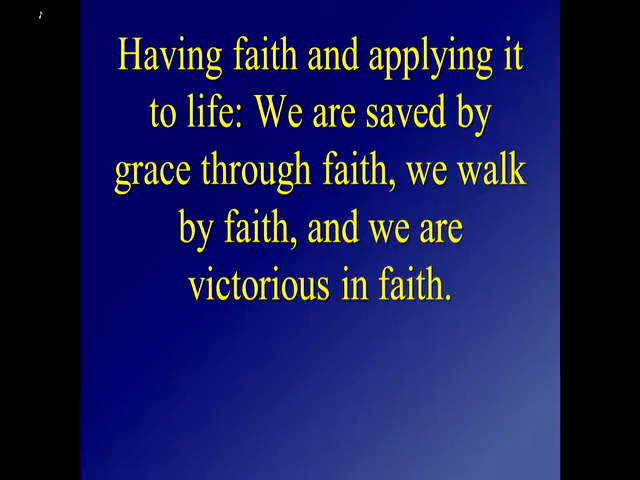 Having faith and applying it
to life: We are saved by
grace through faith, we walk
by faith, and we are
victorious in faith.